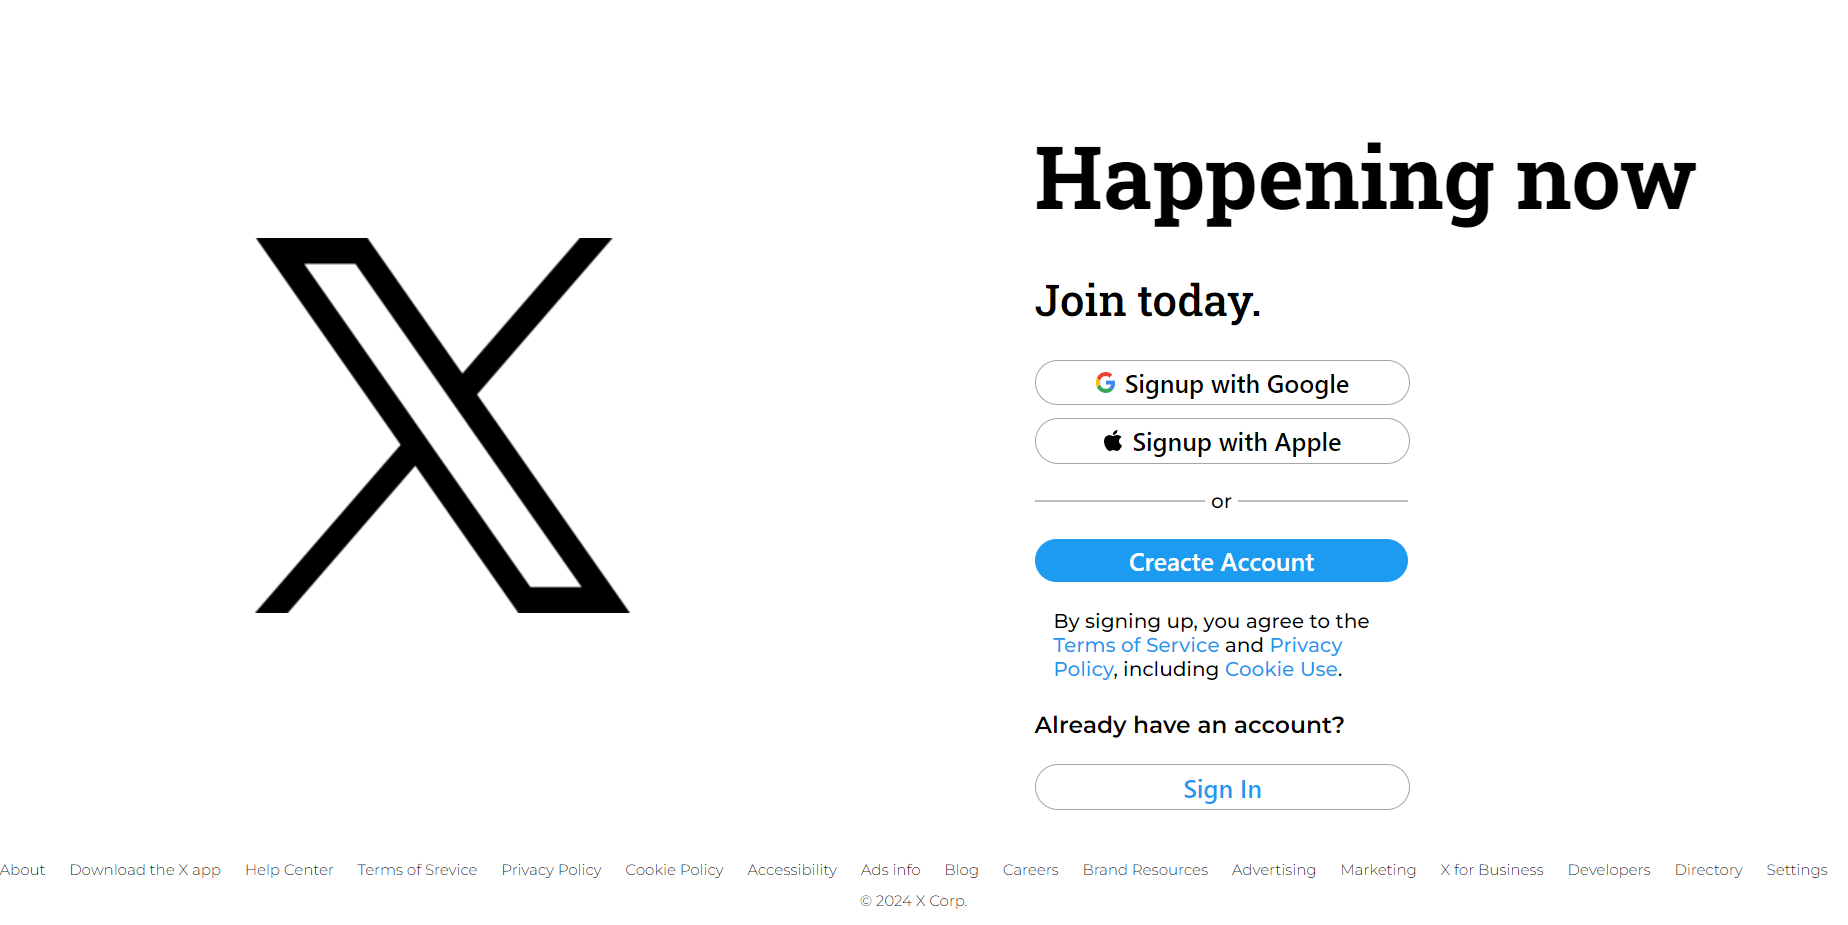 Happening now
Join today.
Signup with Google
Signup with Apple
or
Creacte Account
By signing up, you agree to the
Terms of Service and Privacy
Policy, including Cookie Use.
Already have an account?
Sign In
About Download the X app Help Center Terms of Srevice Privacy Policy Cookie Policy Accessibility Ads info Blog Careers Brand Resources Advertising Marketing X for Business Developers Directory Settings
© 2024 X Corp.